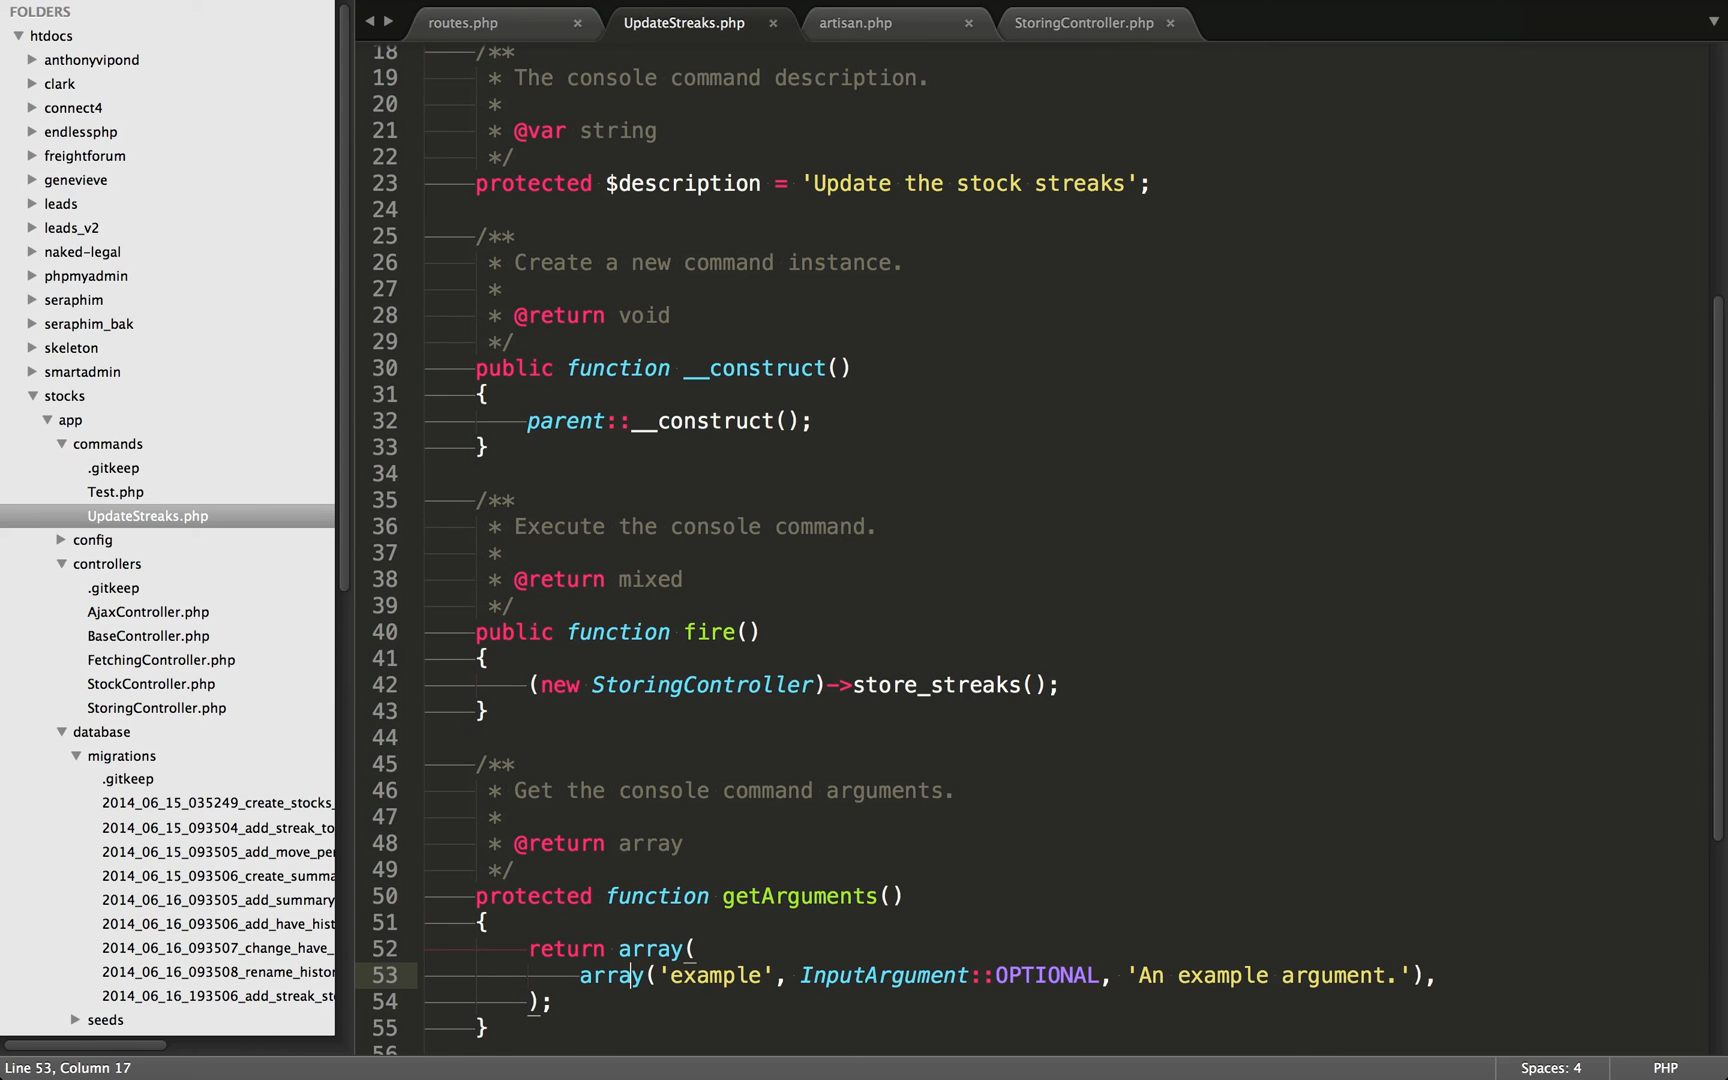 FOLDERS
htdocs
anthonyvipond
clark
connect4
endlessphp
freightforum
genevieve
leads
leads_v2
naked-legal
phpmyadmin
seraphim
seraphim_bak
skeleton
smartadmin
stocks
app
commands
.gitkeep
Test.php
UpdateStreaks.php
config
controllers
.gitkeep
AjaxController.php
BaseController.php
FetchingController.php
StockController.php
StoringController.php
database
migrations
.gitkeep
2014_06_15_035249_create_stocks_
2014_06_15_093504_add_streak_to
2014_06_15_093505_add_move_per
2014_06_15_093506_create_summa
2014_06_16_093505_add_summary
2014_06_16_093506_add_have_hist
2014_06_16_093507_change_have_
2014_06_16_093508_rename_histor
2014_06_16_193506_add_streak_st
seeds
routes.php × UpdateStreaks.php × artisan.php × StoringController.php ×
18 /**
19 * The console command description.
20 *
21 * @var string
22 */
23 protected $description = 'Update the stock streaks';
24
25 /**
26 * Create a new command instance.
27 *
28 * @return void
29 */
30 public function __construct()
31 {
32 parent::__construct();
33 }
34
35 /**
36 * Execute the console command.
37 *
38 * @return mixed
39 */
40 public function fire()
41 {
42 (new StoringController)->store_streaks();
43 }
44
45 /**
46 * Get the console command arguments.
47 *
48 * @return array
49 */
50 protected function getArguments()
51 {
52 return array(
53 array('example', InputArgument::OPTIONAL, 'An example argument.'),
54 );
55 }
56
Line 53, Column 17 Spaces: 4 PHP